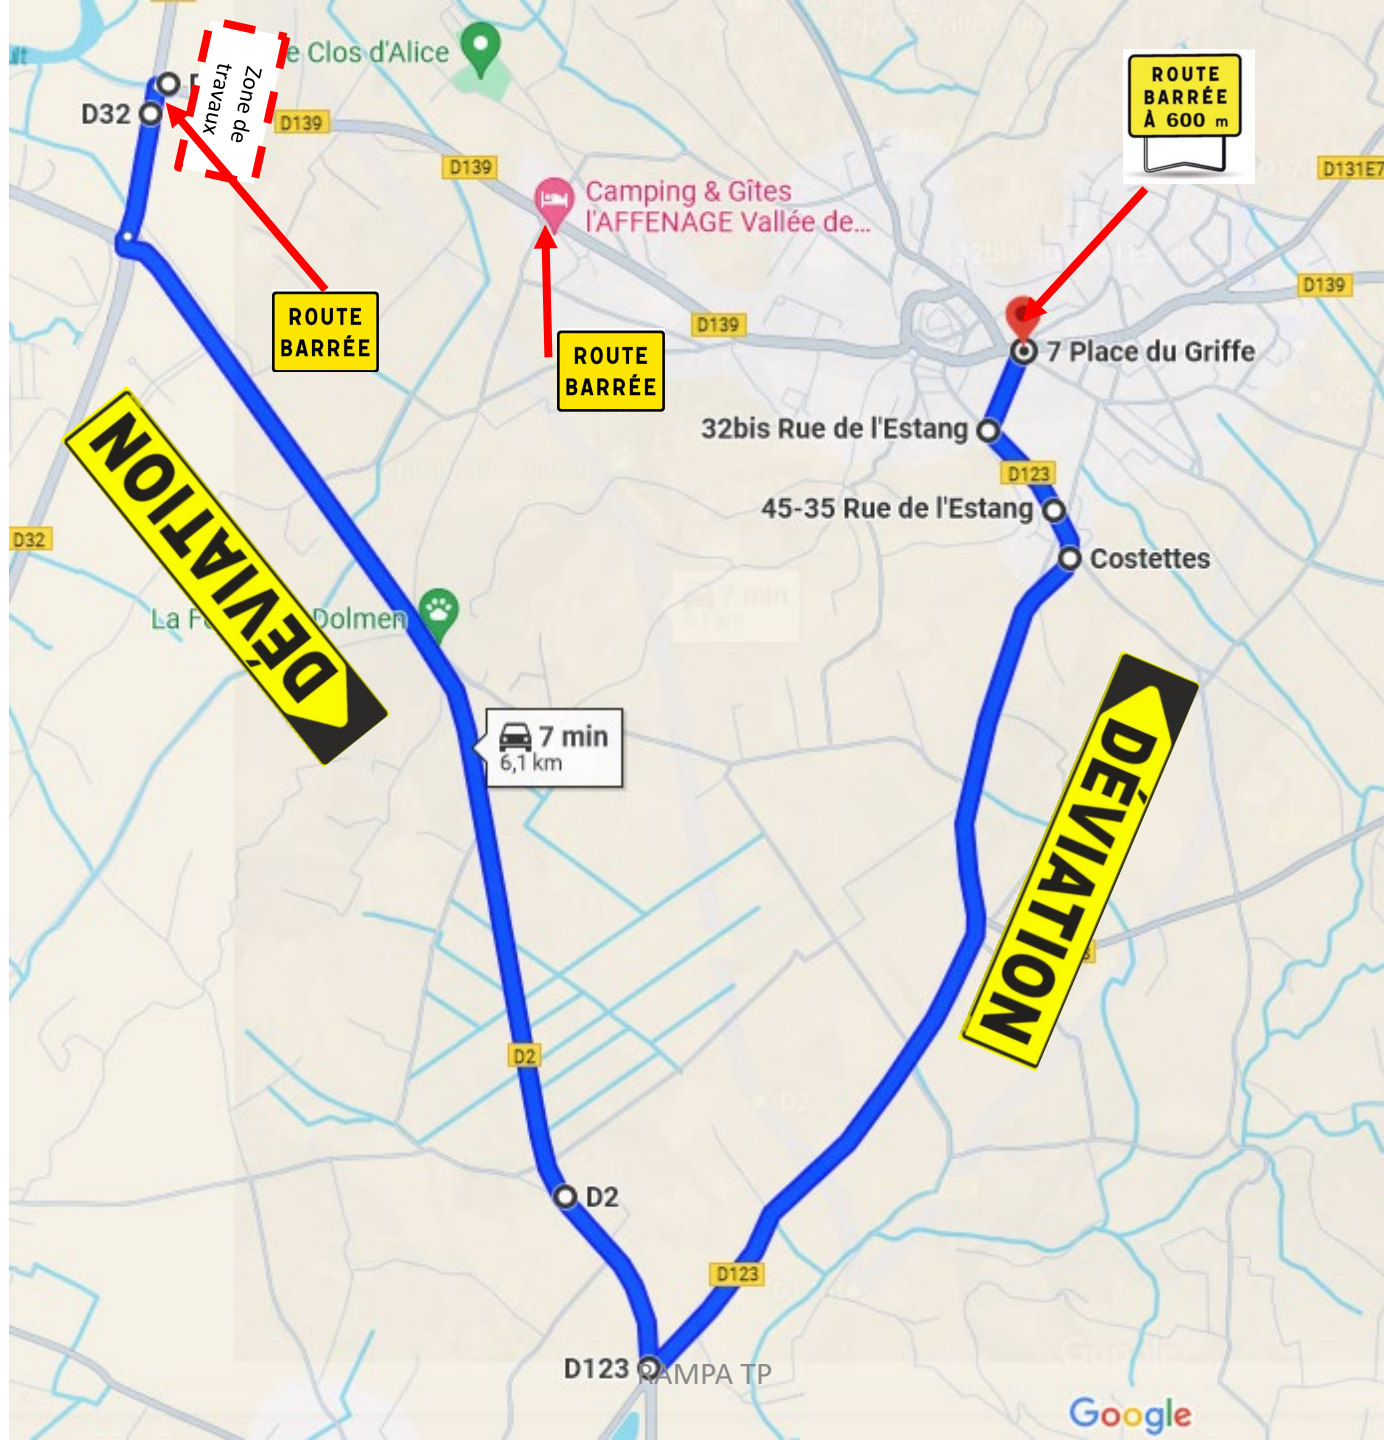 e Clos d'Alice
Zone de
travaux
D32
D139
ROUTE
BARRÉE
À 600 m
D139
D131E7
Camping & Gîtes
l'AFFENAGE Vallée de...
D139
ROUTE
BARRÉE
D139
ROUTE
BARRÉE
7 Place du Griffe
32bis Rue de l'Estang
D123
45-35 Rue de l'Estang
D32
Costettes
DÉVIATION
La F
Dolmen
7 min
6,1 km
DÉVIATION
D2
D2
D123
D123
RAMPA TP
Google